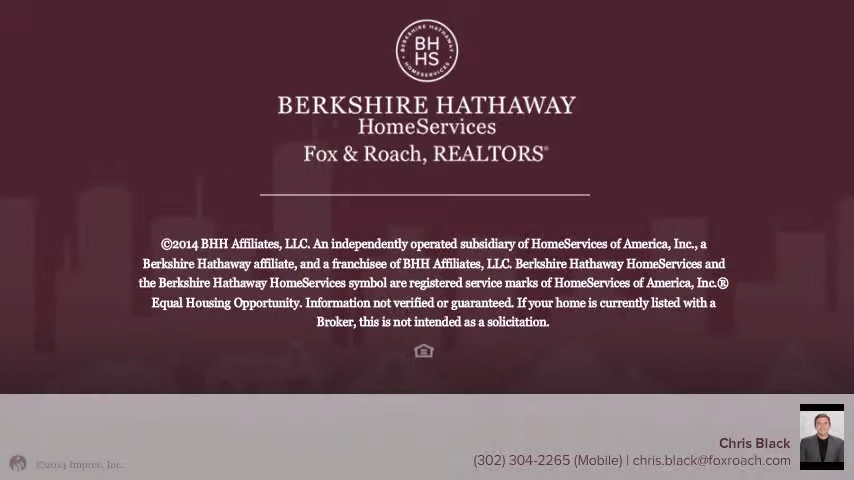 BERKSHIRE HATHAWAY
HOMESERVICES
BH
HS
BERKSHIRE HATHAWAY
HomeServices
Fox & Roach, REALTORS®
©2014 BHH Affiliates, LLC. An independently operated subsidiary of HomeServices of America, Inc., a
Berkshire Hathaway affiliate, and a franchisee of BHH Affiliates, LLC. Berkshire Hathaway HomeServices and
the Berkshire Hathaway HomeServices symbol are registered service marks of HomeServices of America, Inc.®
Equal Housing Opportunity. Information not verified or guaranteed. If your home is currently listed with a
Broker, this is not intended as a solicitation.
Chris Black
(302) 304-2265 (Mobile) | chris.black@foxroach.com
©2014 Imprev, Inc.